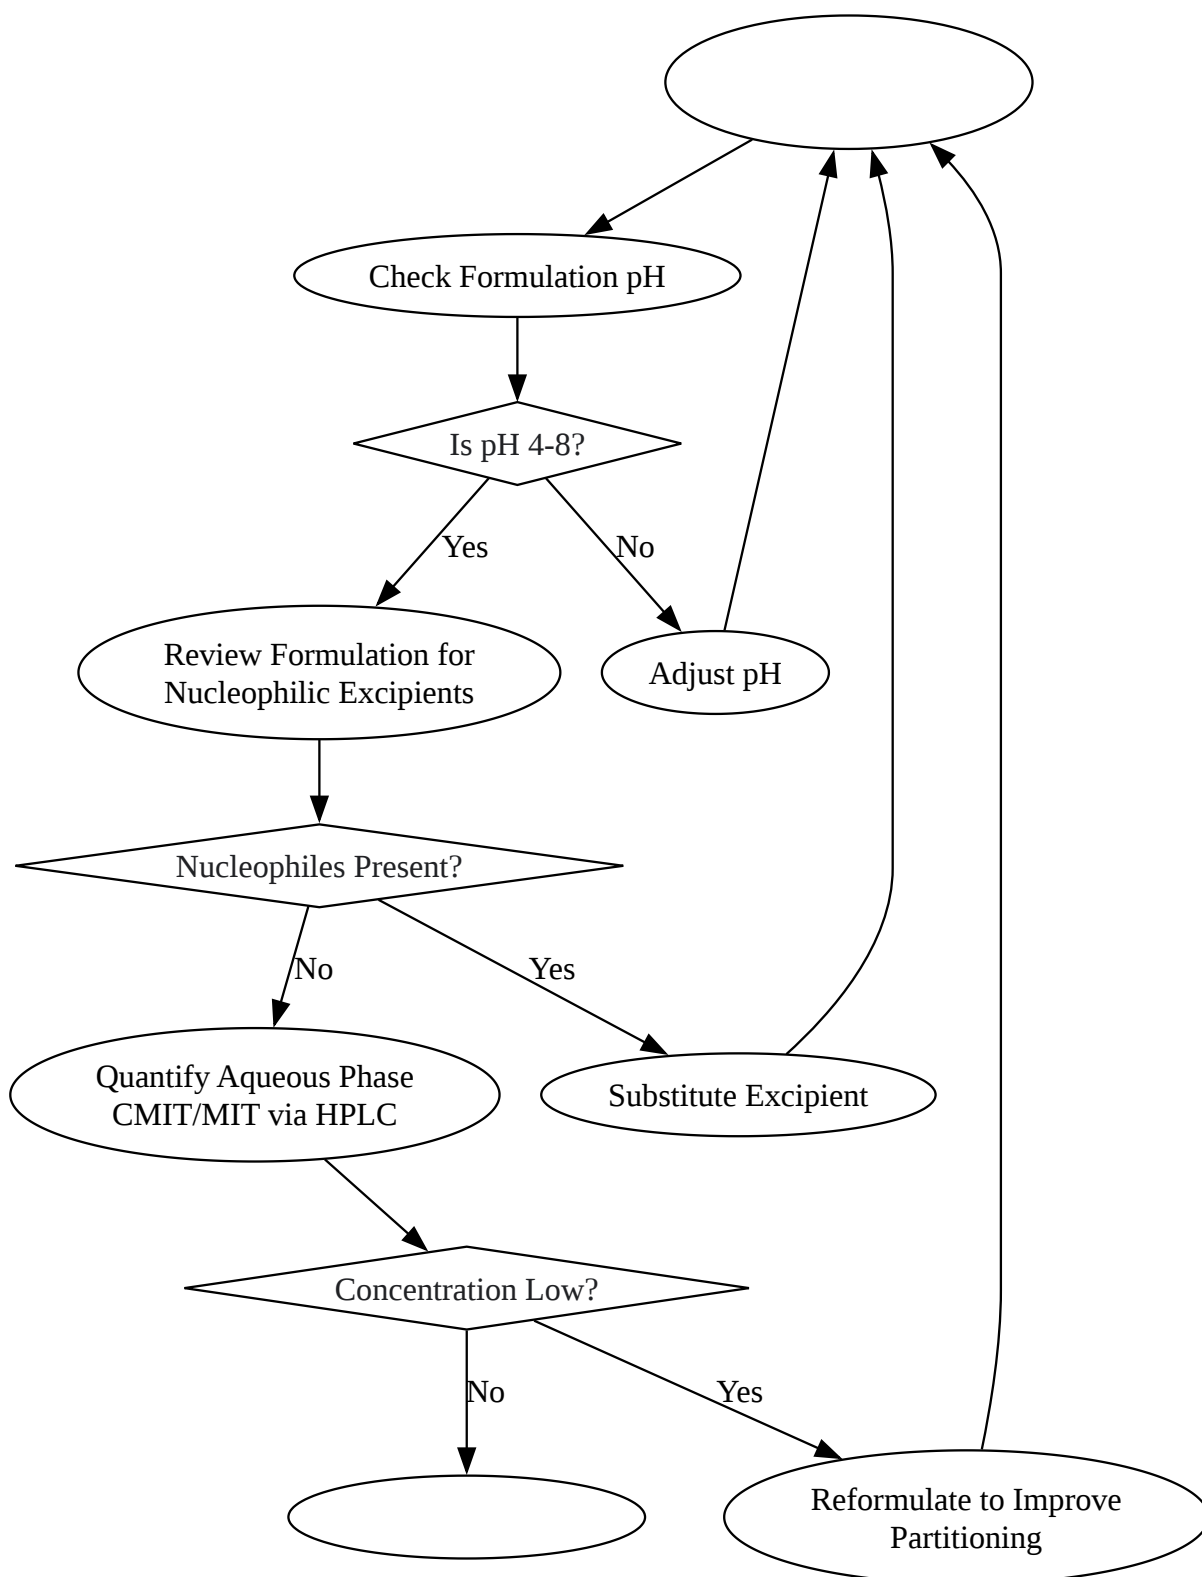 Check Formulation pH
Is pH 4-8?
Yes
No
Review Formulation for
Nucleophilic Excipients
Adjust pH
Nucleophiles Present?
No
Yes
Quantify Aqueous Phase
CMIT/MIT via HPLC
Substitute Excipient
Concentration Low?
No
Yes
Reformulate to Improve
Partitioning